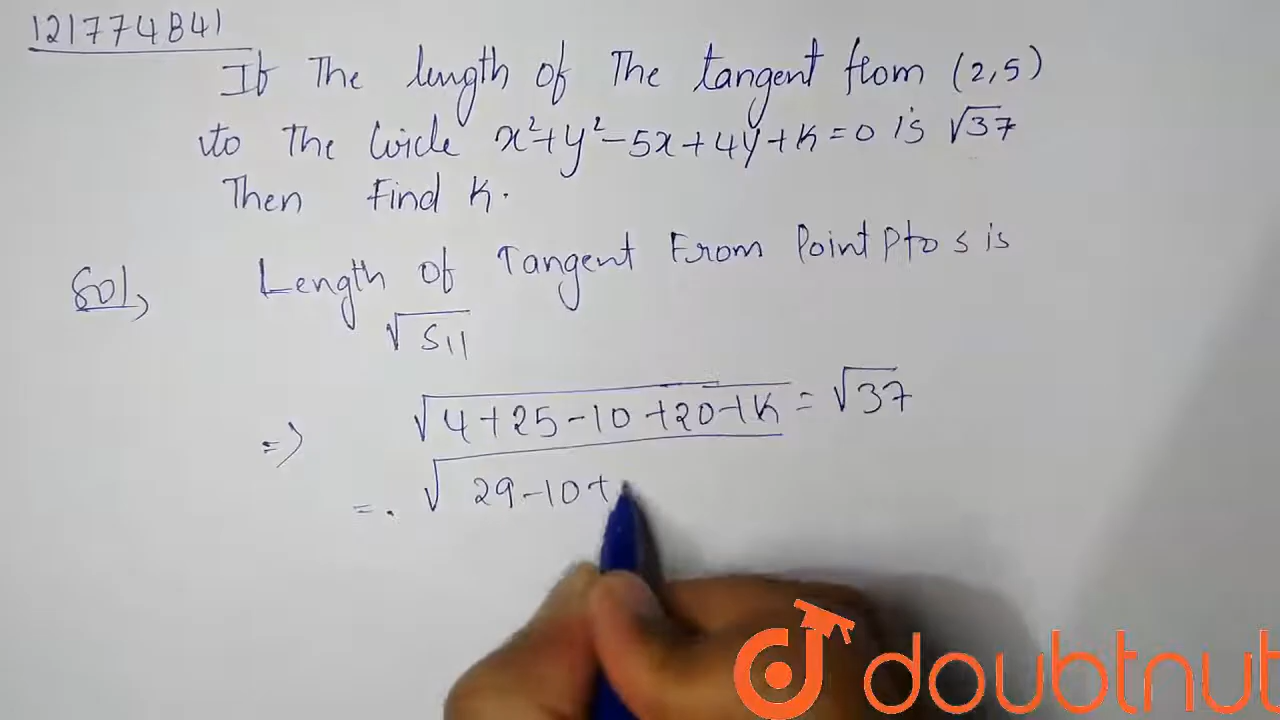 121774841
If The length of The tangent from (2,5)
to The Circle x²+y²-5x+4y+k=0 is √37
Then Find k.
Sol, Length of Tangent From Point P to S is
√S₁₁
=> √4+25-10+20+k = √37
= √29-10+
doubtnut